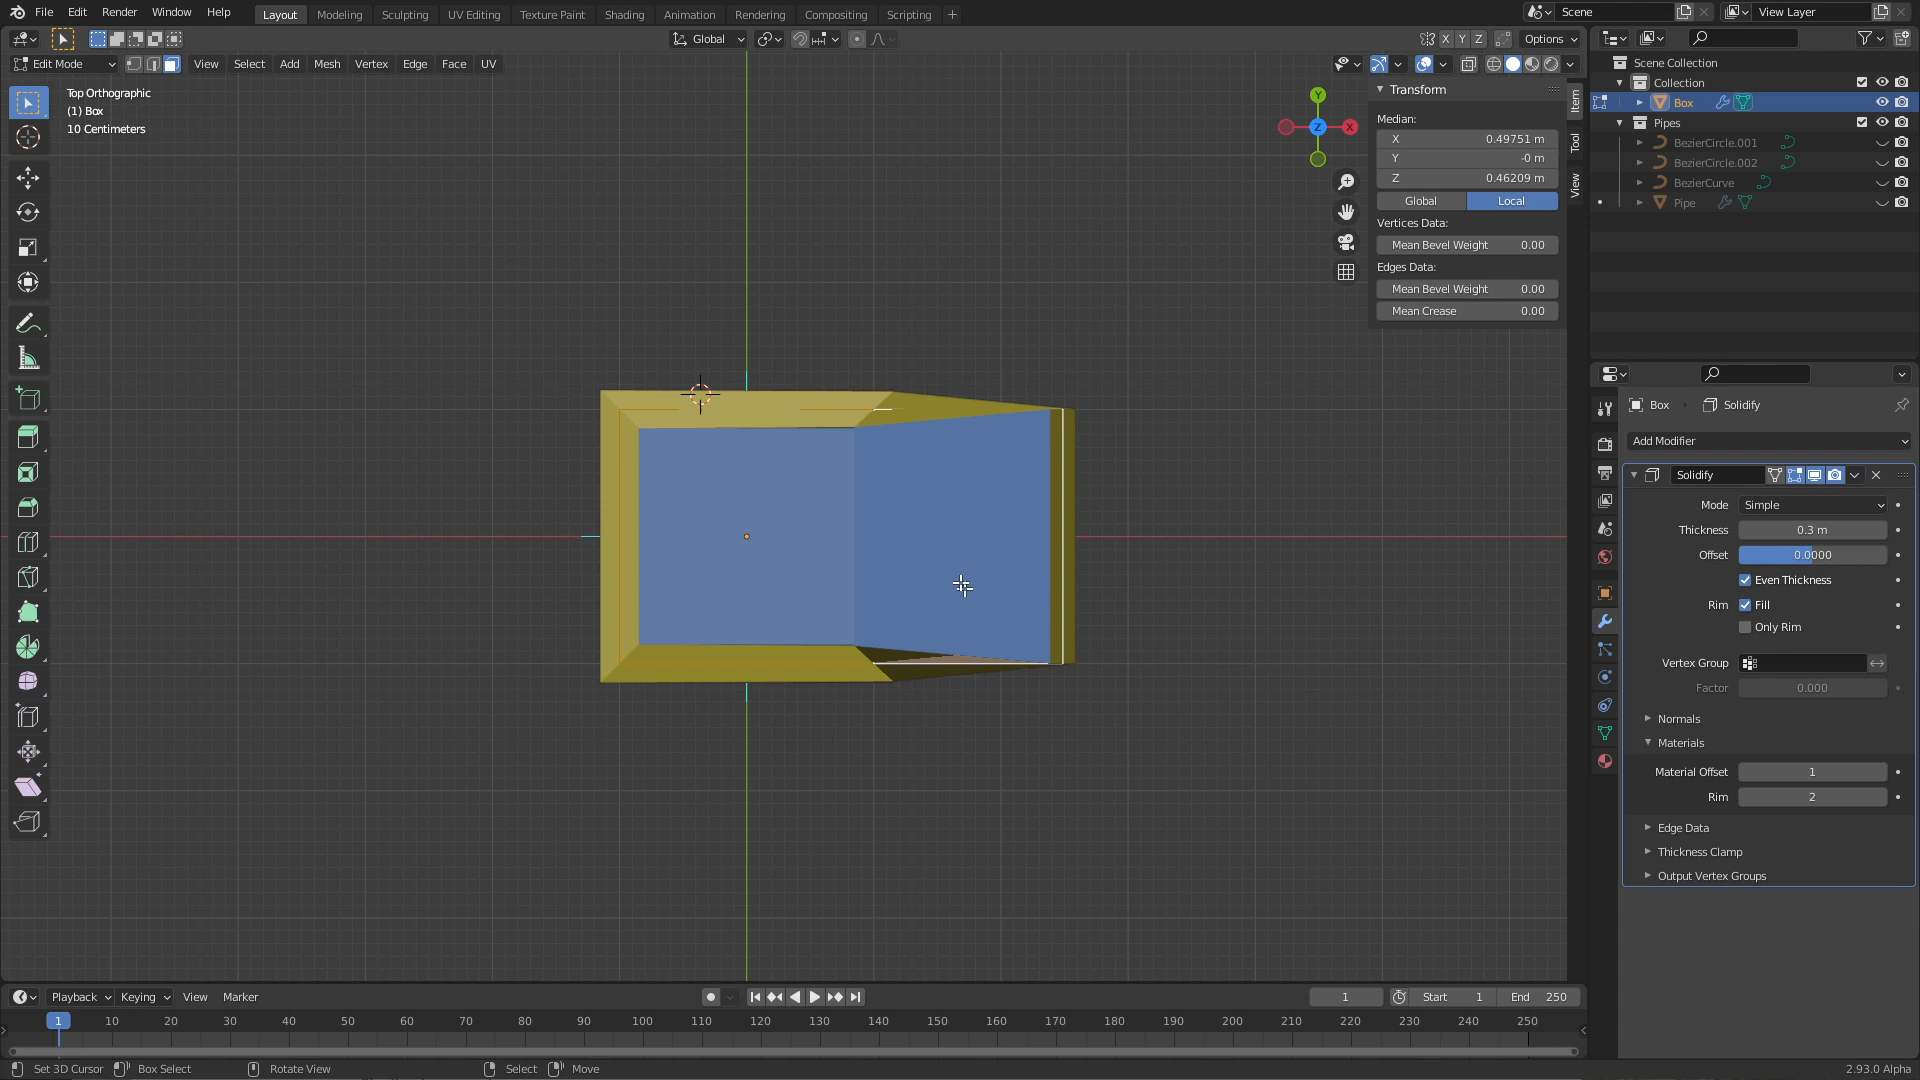 File Edit Render Window Help Layout Modeling Sculpting UV Editing Texture Paint Shading Animation Rendering Compositing Scripting Scene View Layer
Global X Y Z Options
Edit Mode View Select Add Mesh Vertex Edge Face UV
Top Orthographic
(1) Box
10 Centimeters
Y
X
Z
Transform
Median:
X 0.49751 m
Y -0 m
Z 0.46209 m
Global Local
Vertices Data:
Mean Bevel Weight 0.00
Edges Data:
Mean Bevel Weight 0.00
Mean Crease 0.00
Item
Tool
View
Scene Collection
Collection
Box
Pipes
BezierCircle.001
BezierCircle.002
BezierCurve
Pipe
Box Solidify
Add Modifier
Solidify
Mode Simple
Thickness 0.3 m
Offset 0.0000
Even Thickness
Rim Fill
Only Rim
Vertex Group
Factor 0.000
Normals
Materials
Material Offset 1
Rim 2
Edge Data
Thickness Clamp
Output Vertex Groups
Playback Keying View Marker 1 Start 1 End 250
1 10 20 30 40 50 60 70 80 90 100 110 120 130 140 150 160 170 180 190 200 210 220 230 240 250
Set 3D Cursor Box Select Rotate View Select Move 2.93.0 Alpha